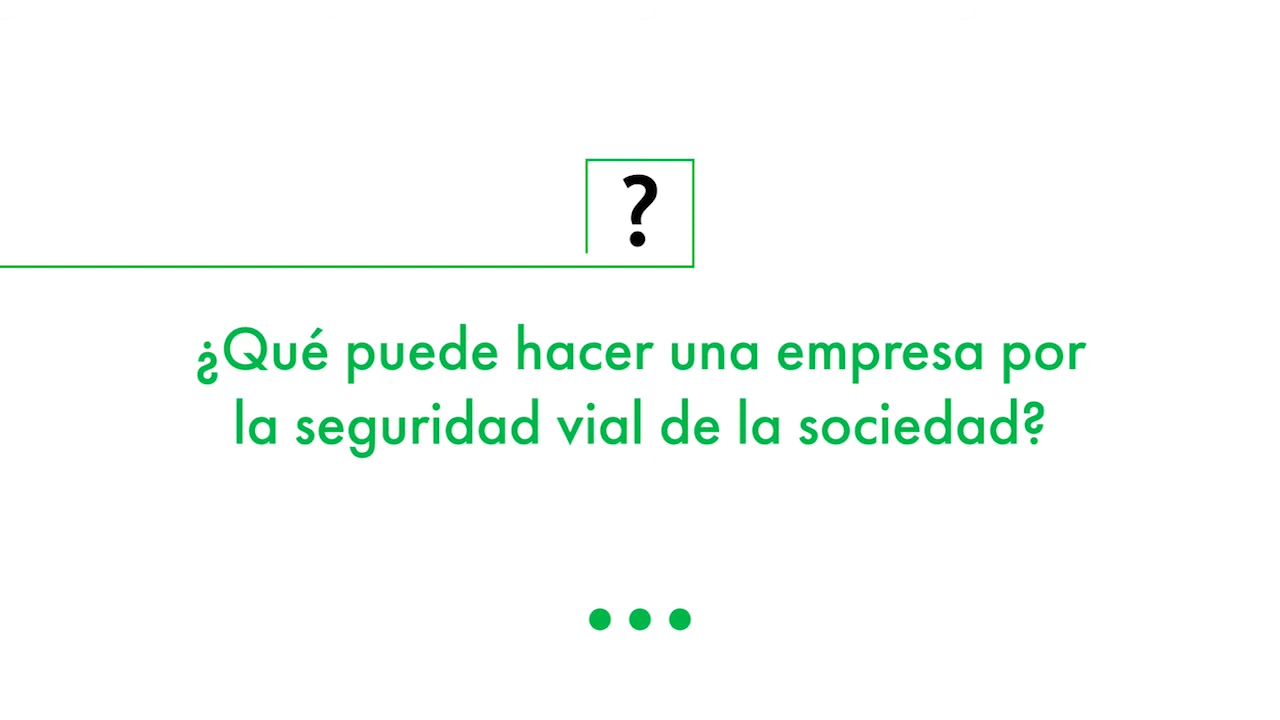 ?
¿Qué puede hacer una empresa por
la seguridad vial de la sociedad?